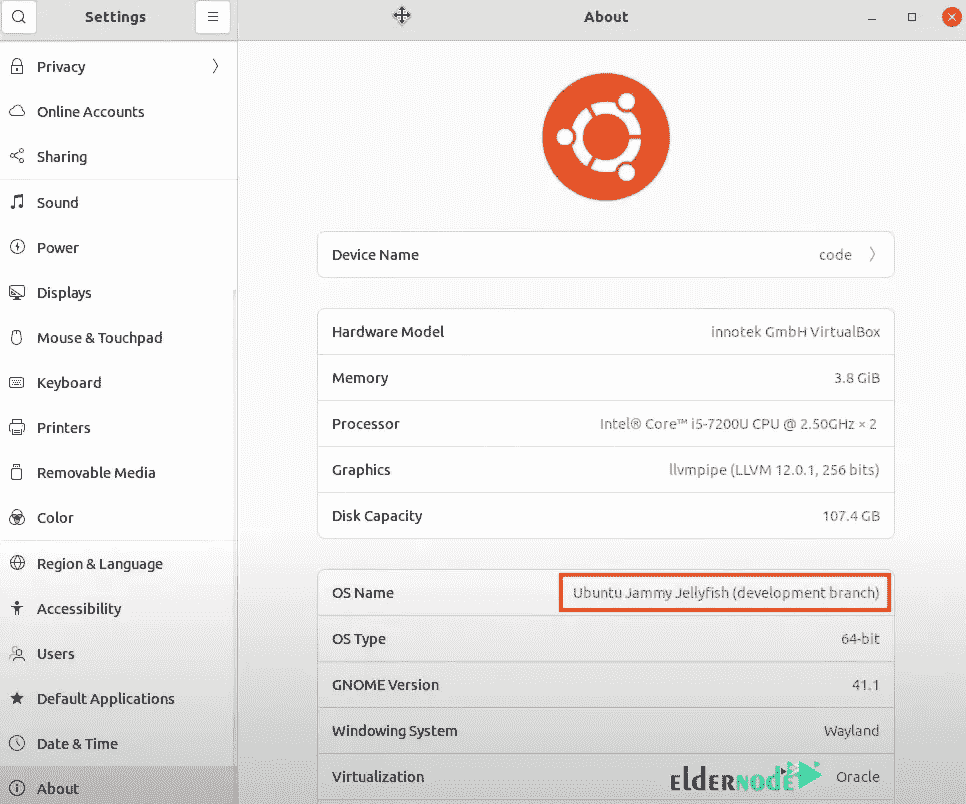 Settings
About
Privacy
Online Accounts
Sharing
Sound
Power
Displays
Mouse & Touchpad
Keyboard
Printers
Removable Media
Color
Region & Language
Accessibility
Users
Default Applications
Date & Time
About
Device Name code
Hardware Model innotek GmbH VirtualBox
Memory 3.8 GiB
Processor Intel® Core™ i5-7200U CPU @ 2.50GHz × 2
Graphics llvmpipe (LLVM 12.0.1, 256 bits)
Disk Capacity 107.4 GB
OS Name Ubuntu Jammy Jellyfish (development branch)
OS Type 64-bit
GNOME Version 41.1
Windowing System Wayland
Virtualization Oracle
ELDERNODE